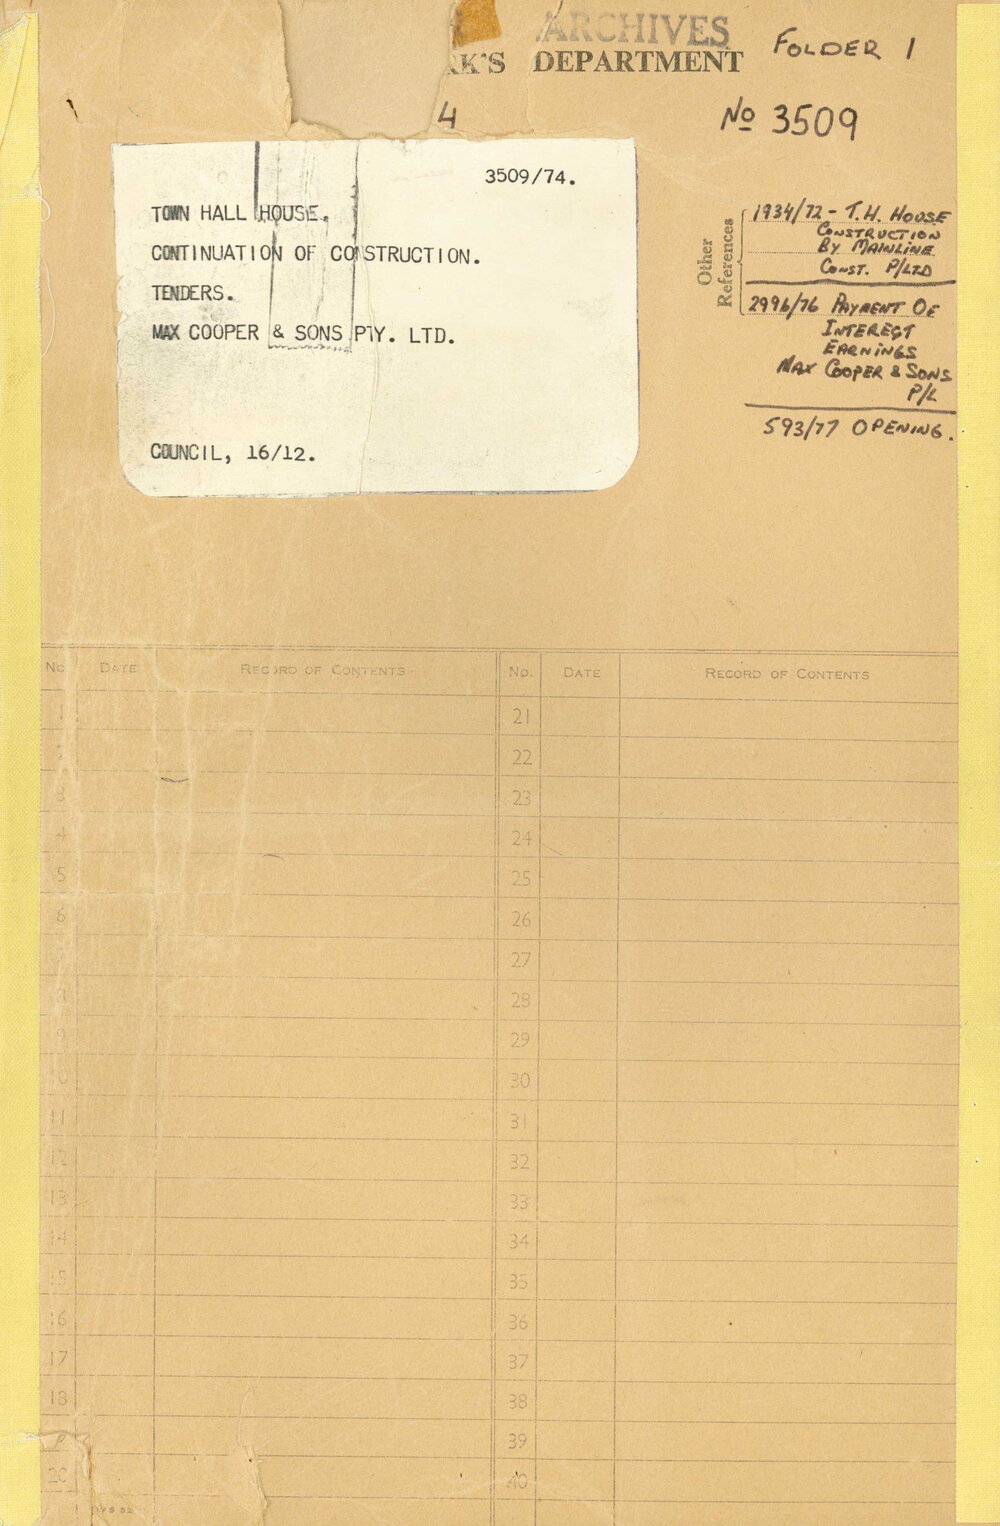 ARCHIVES
FOLDER 1
RK'S DEPARTMENT
4
No 3509
3509/74.
TOWN HALL HOUSE.
CONTINUATION OF CONSTRUCTION.
TENDERS.
MAX COOPER & SONS PTY. LTD.
COUNCIL, 16/12.
Other References
1934/72 - T.H. HOUSE
CONSTRUCTION
BY MAINLINE
CONST. P/LTD
2996/76 PAYMENT OF
INTEREST
EARNINGS
MAX COOPER & SONS
P/L
593/77 OPENING.
No. DATE RECORD OF CONTENTS No. DATE RECORD OF CONTENTS
1 21
2 22
3 23
4 24
5 25
6 26
7 27
8 28
9 29
10 30
11 31
12 32
13 33
14 34
15 35
16 36
17 37
18 38
9 39
20 40